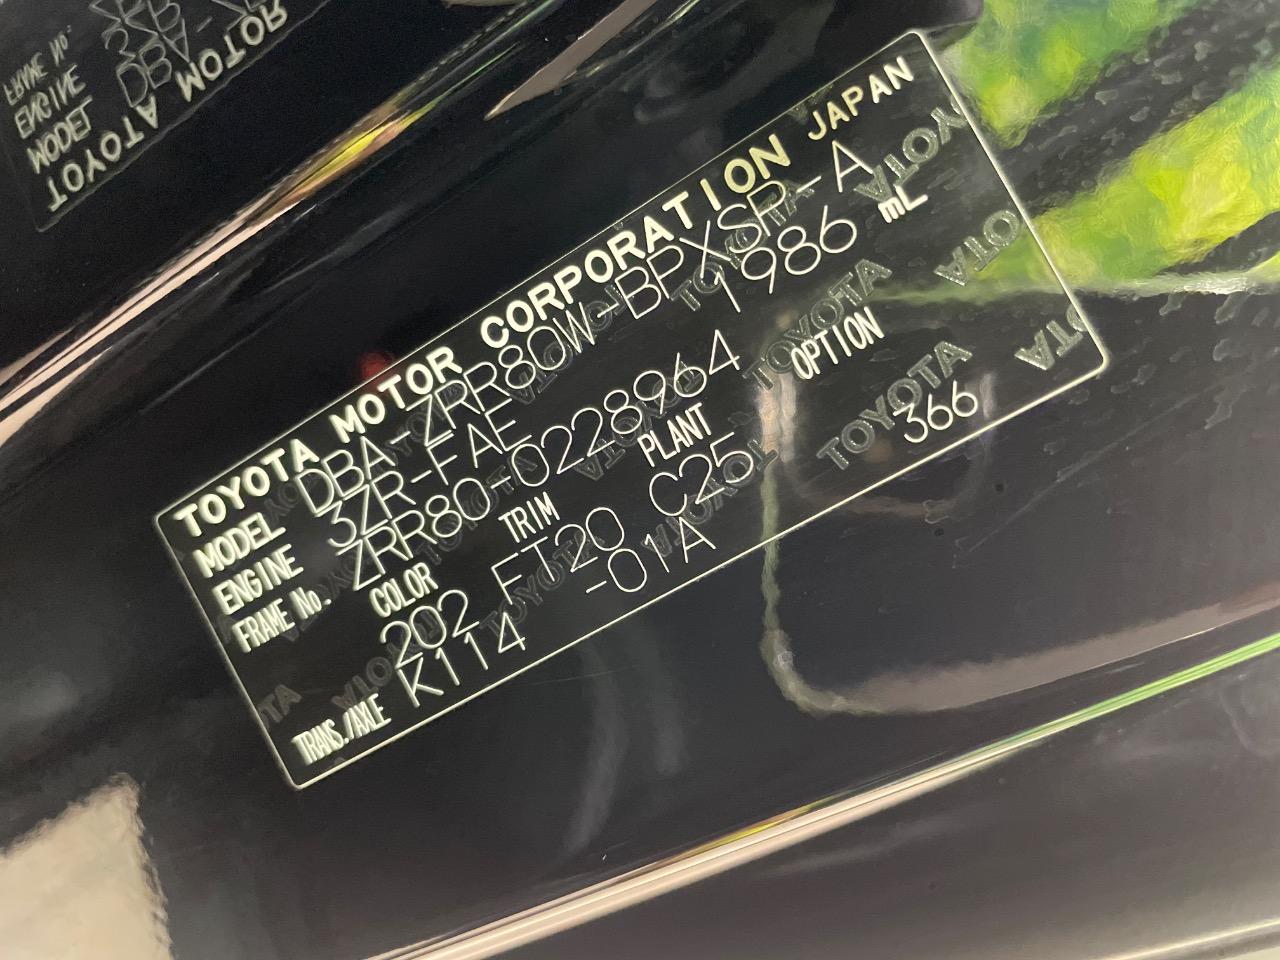 TOYOTA MOTOR CORPORATION JAPAN
MODEL DBA-ZRR80W-BPXSP-A
ENGINE 3ZR-FAE 1986 mL
FRAME No. ZRR80-0228964
COLOR TRIM PLANT OPTION
202 FT20 C25 366
TRANS./AXLE K114 -01A